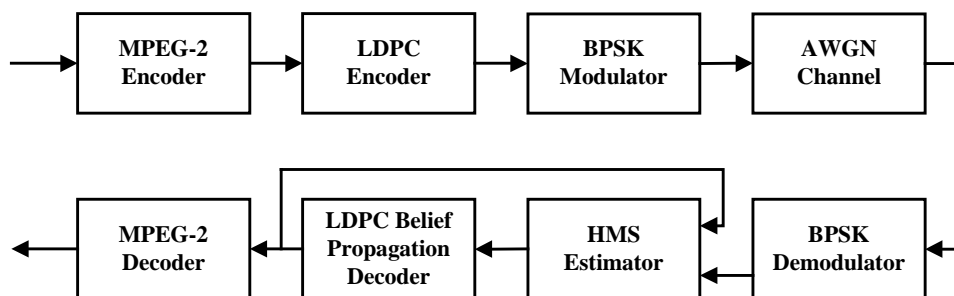 MPEG-2
Encoder
LDPC
Encoder
BPSK
Modulator
AWGN
Channel
MPEG-2
Decoder
LDPC Belief
Propagation
Decoder
HMS
Estimator
BPSK
Demodulator